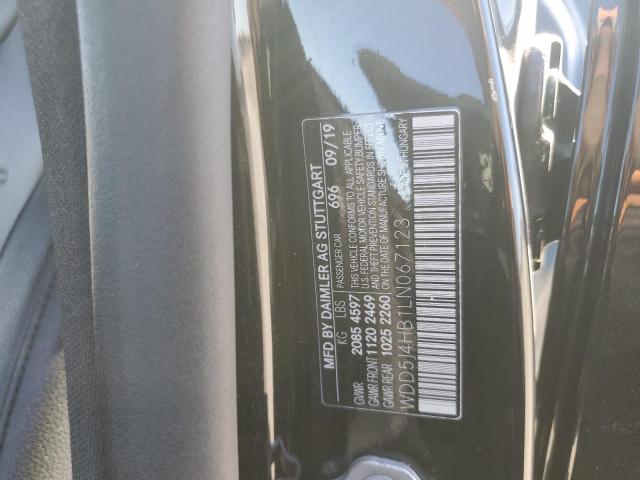 MFD BY DAIMLER AG STUTTGART
PASSENGER CAR 696 09/19
KG LBS THIS VEHICLE CONFORMS TO ALL APPLICABLE
GVWR 2085 4597 U.S. FEDERAL MOTOR VEHICLE SAFETY, BUMPER
GAWR FRONT 1120 2469 AND THEFT PREVENTION STANDARDS IN EFFECT
GAWR REAR 1025 2260 ON THE DATE OF MANUFACTURE SHOWN ABOVE
WDD5J4HB1LN067123 MADE IN HUNGARY